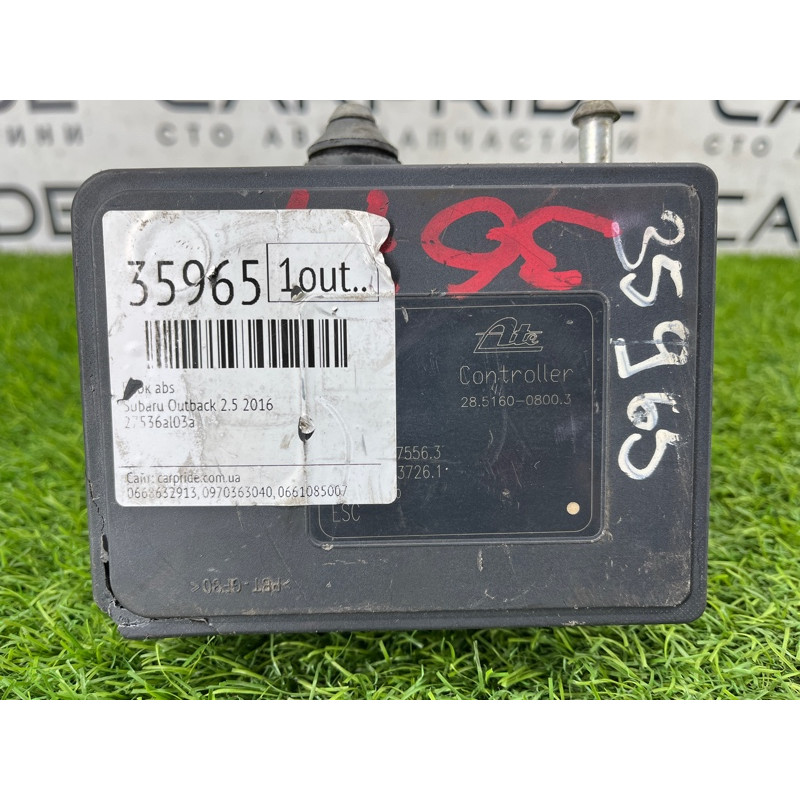 CARPRIDE
СТО АВТОЗАПЧАСТИНИ
35965 1out..
abs
Subaru Outback 2.5 2016
27536al03a
Сайт: carpride.com.ua
0668632913, 0970363040, 0661085007
Ate
Controller
28.5160-0800.3
7556.3
3726.1
ESC
>PBT-GF30<
35965